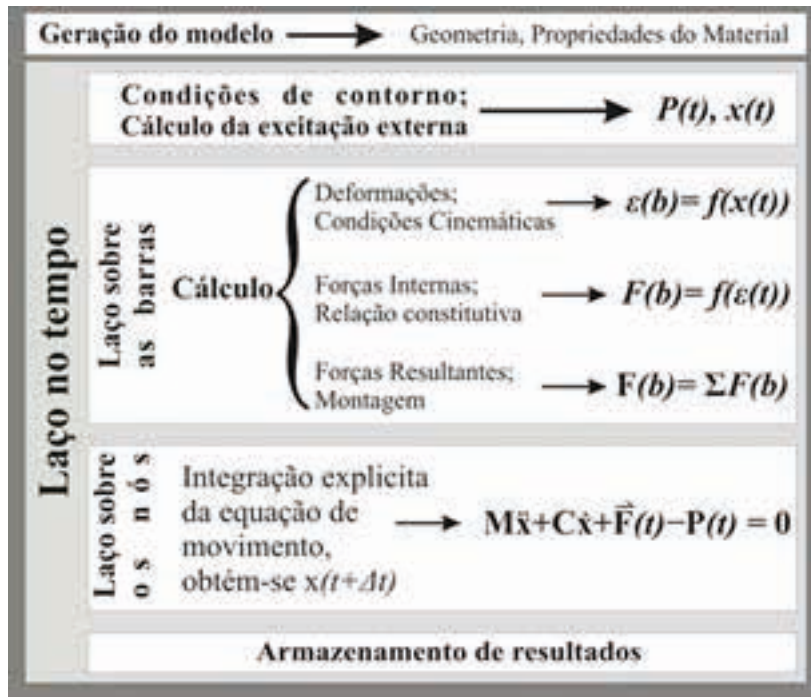 Geração do modelo → Geometria, Propriedades do Material
Laço no tempo
Condições de contorno;
Cálculo da excitação externa → P(t), x(t)
Laço sobre
as barras
Cálculo
Deformações;
Condições Cinemáticas → ε(b)= f(x(t))
Forças Internas;
Relação constitutiva → F(b)= f(ε(t))
Forças Resultantes;
Montagem → F(b)= ΣF(b)
Laço sobre
os nós
Integração explicita
da equação de
movimento,
obtém-se x(t+Δt)
→ Mẍ+Cẋ+F⃗(t)−P(t) = 0
Armazenamento de resultados